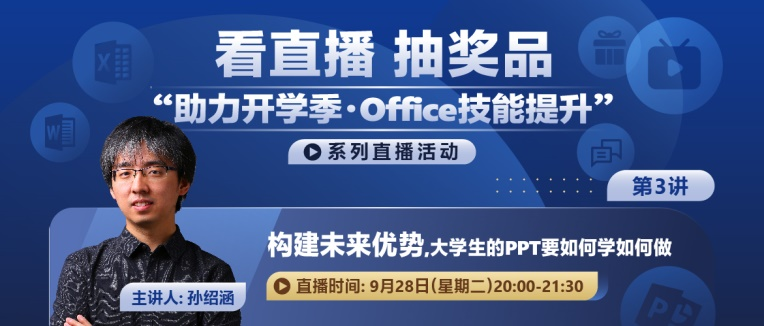 看直播 抽奖品
“助力开学季·Office技能提升”
系列直播活动
第3讲
构建未来优势,大学生的PPT要如何学如何做
直播时间: 9月28日(星期二)20:00-21:30
主讲人: 孙绍涵